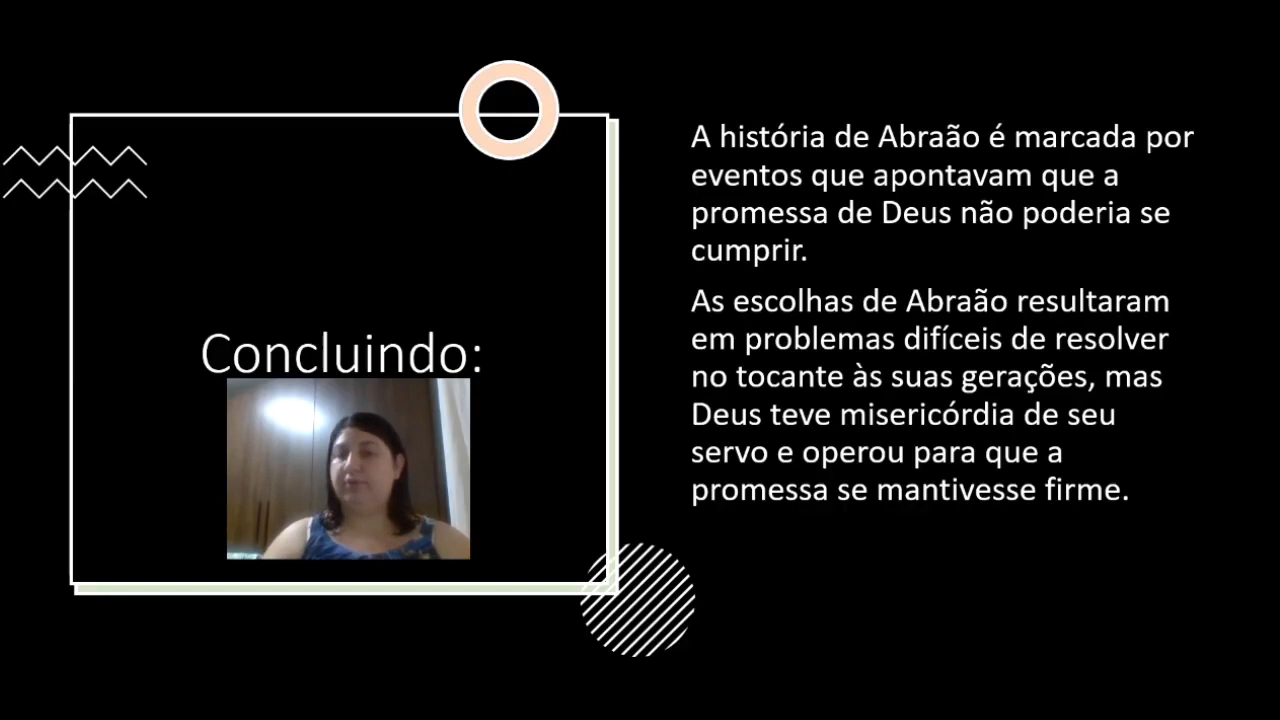 Concluindo:
A história de Abraão é marcada por
eventos que apontavam que a
promessa de Deus não poderia se
cumprir.
As escolhas de Abraão resultaram
em problemas difíceis de resolver
no tocante às suas gerações, mas
Deus teve misericórdia de seu
servo e operou para que a
promessa se mantivesse firme.